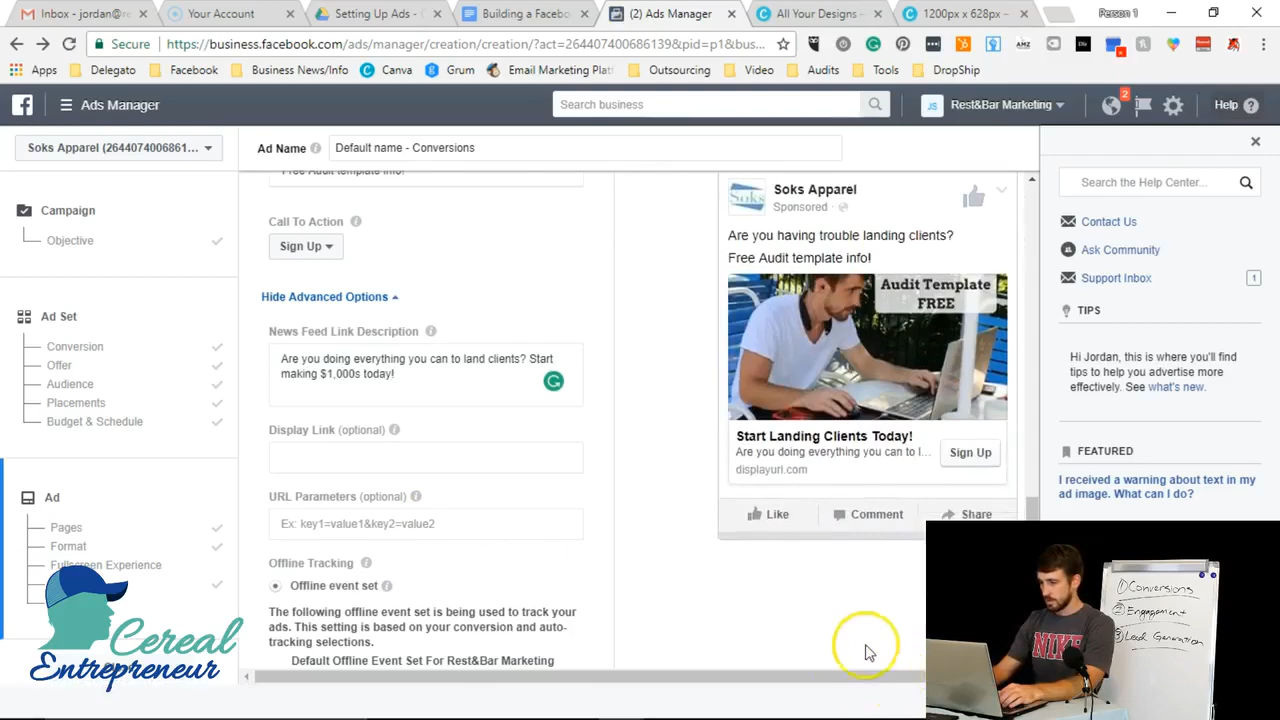 Inbox - jordan@re
Your Account
Setting Up Ads -
Building a Facebo
(2) Ads Manager
All Your Designs -
1200px x 628px -
Person 1
Secure
https://business.facebook.com/ads/manager/creation/creation/?act=264407400686139&pid=p1&bus...
Apps
Delegato
Facebook
Business News/Info
Canva
Grum
Email Marketing Plat
Outsourcing
Video
Audits
Tools
DropShip
Ads Manager
Search business
JS
Rest&Bar Marketing
2
Help
Soks Apparel (2644074006861...
Ad Name
Default name - Conversions
Campaign
Objective
Ad Set
Conversion
Offer
Audience
Placements
Budget & Schedule
Ad
Pages
Format
Fullscreen Experience
Free Audit template info!
Call To Action
Sign Up
Hide Advanced Options
News Feed Link Description
Are you doing everything you can to land clients? Start
making $1,000s today!
Display Link (optional)
URL Parameters (optional)
Ex: key1=value1&key2=value2
Offline Tracking
Offline event set
The following offline event set is being used to track your
ads. This setting is based on your conversion and auto-
tracking selections.
Default Offline Event Set For Rest&Bar Marketing
Soks
Soks Apparel
Sponsored
Are you having trouble landing clients?
Free Audit template info!
Audit Template
FREE
Start Landing Clients Today!
Are you doing everything you can to l...
displayurl.com
Sign Up
Like
Comment
Share
Search the Help Center...
Contact Us
Ask Community
Support Inbox
1
TIPS
Hi Jordan, this is where you'll find
tips to help you advertise more
effectively. See what's new.
FEATURED
I received a warning about text in my
ad image. What can I do?
Cereal
Entrepreneur
NIKE
① Conversions
② Engagement
③ Lead Generation